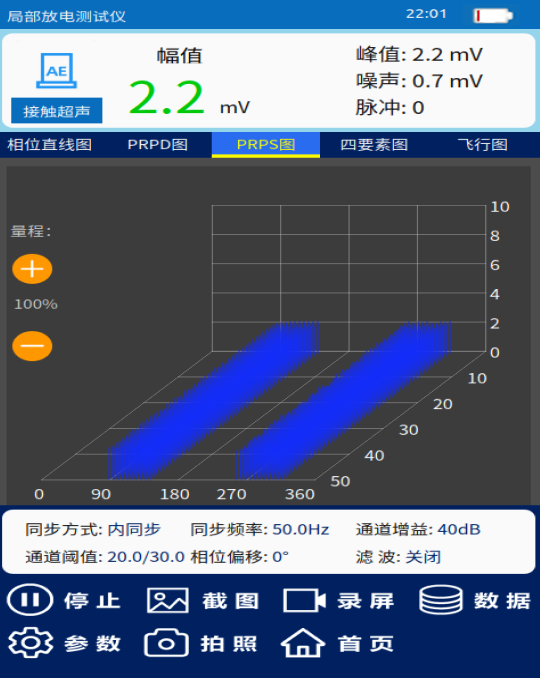 局部放电测试仪 22:01
幅值
峰值: 2.2 mV
AE
2.2 mV
噪声: 0.7 mV
接触超声
脉冲: 0
相位直线图 PRPD图 PRPS图 四要素图 飞行图
量程:
100%
10
8
6
4
2
0
10
20
30
40
50
0 90 180 270 360
同步方式: 内同步 同步频率: 50.0Hz 通道增益: 40dB
通道阈值: 20.0/30.0 相位偏移: 0° 滤 波: 关闭
停止 截图 录屏 数据
参数 拍照 首页